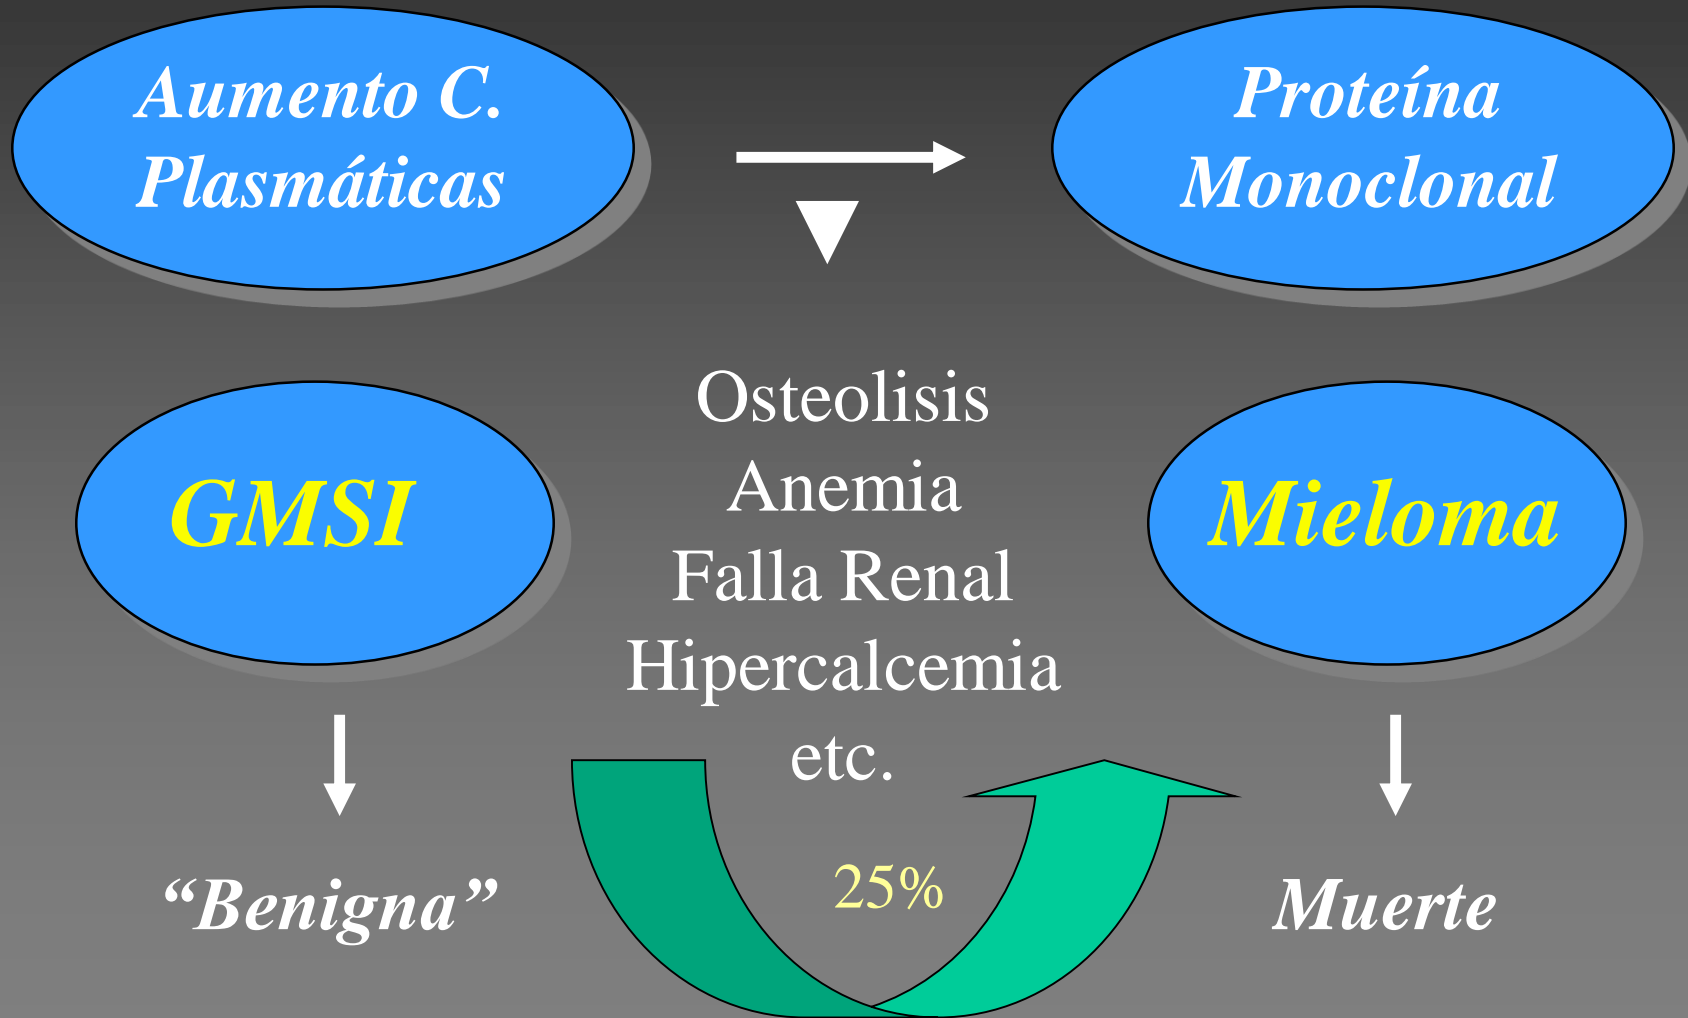 Aumento C.
Plasmáticas
Proteína
Monoclonal
GMSI
Osteolisis
Anemia
Falla Renal
Hipercalcemia
etc.
Mieloma
“Benigna”
25%
Muerte